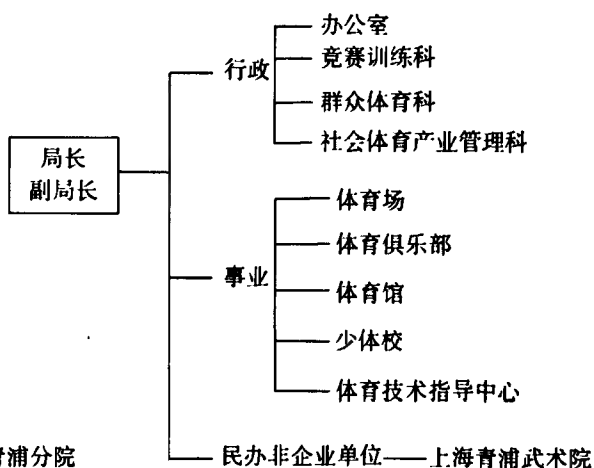 办公室
竞赛训练科
行政
群众体育科
社会体育产业管理科
局长
副局长
体育场
体育俱乐部
事业
体育馆
少体校
体育技术指导中心
浦分院
民办非企业单位
上海青浦武术院